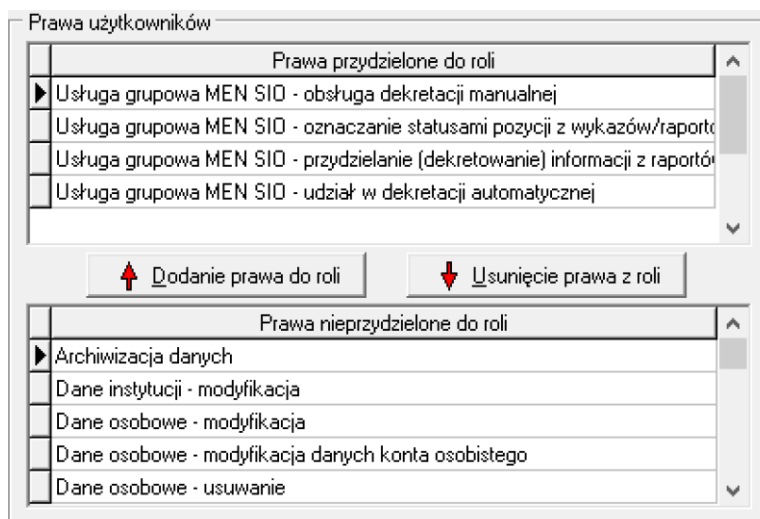 Prawa użytkowników
Prawa przydzielone do roli
Usługa grupowa MEN SIO - obsługa dekretacji manualnej
Usługa grupowa MEN SIO - oznaczanie statusami pozycji z wykazów/raporto
Usługa grupowa MEN SIO - przydzielanie (dekretowanie) informacji z raportó
Usługa grupowa MEN SIO - udział w dekretacji automatycznej
Dodanie prawa do roli Usunięcie prawa z roli
Prawa nieprzydzielone do roli
Archiwizacja danych
Dane instytucji - modyfikacja
Dane osobowe - modyfikacja
Dane osobowe - modyfikacja danych konta osobistego
Dane osobowe - usuwanie